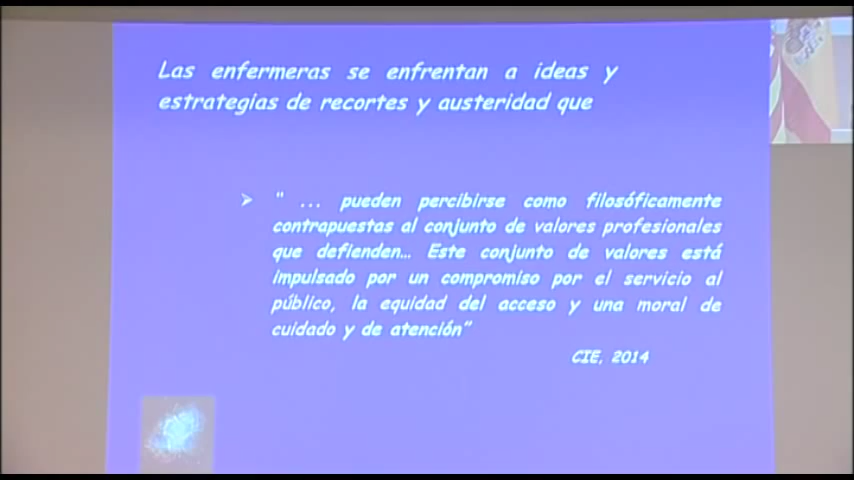 Las enfermeras se enfrentan a ideas y
estrategias de recortes y austeridad que
➢ " ... pueden percibirse como filosóficamente
contrapuestas al conjunto de valores profesionales
que defienden... Este conjunto de valores está
impulsado por un compromiso por el servicio al
público, la equidad del acceso y una moral de
cuidado y de atención"
CIE, 2014